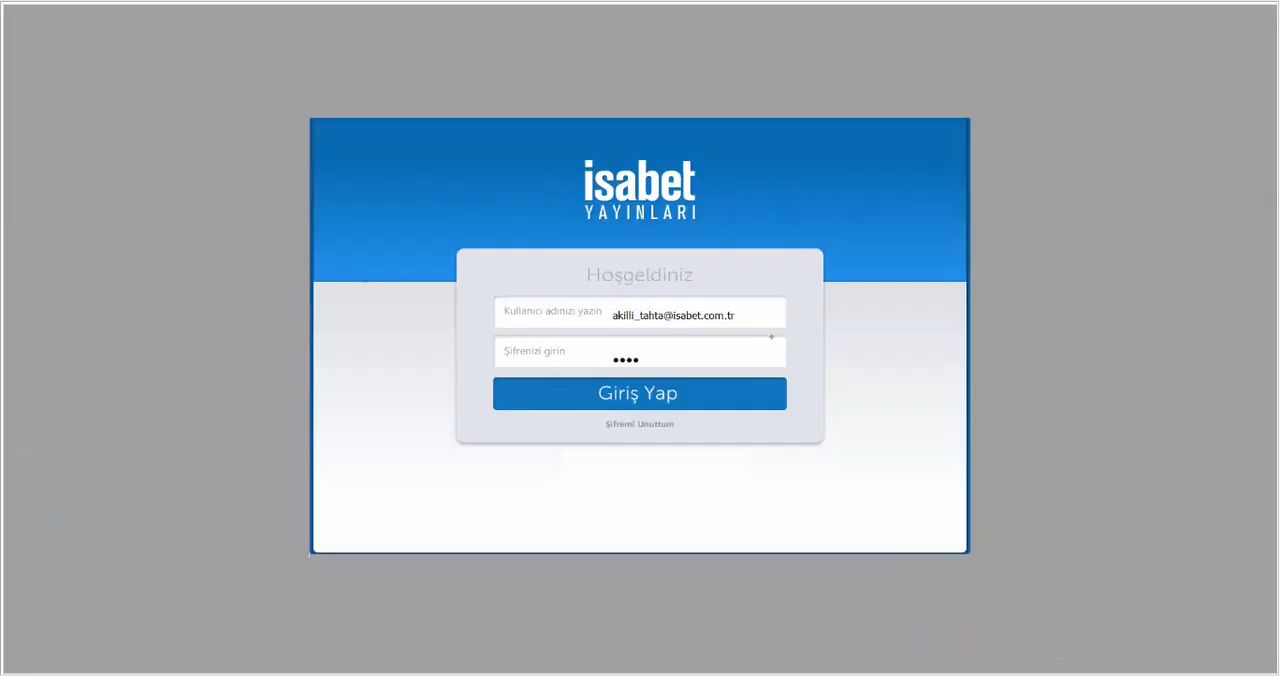 isabet
YAYINLARI
Hoşgeldiniz
Kullanıcı adınızı yazın akilli_tahta@isabet.com.tr
Şifrenizi girin ••••
Giriş Yap
Şifremi Unuttum